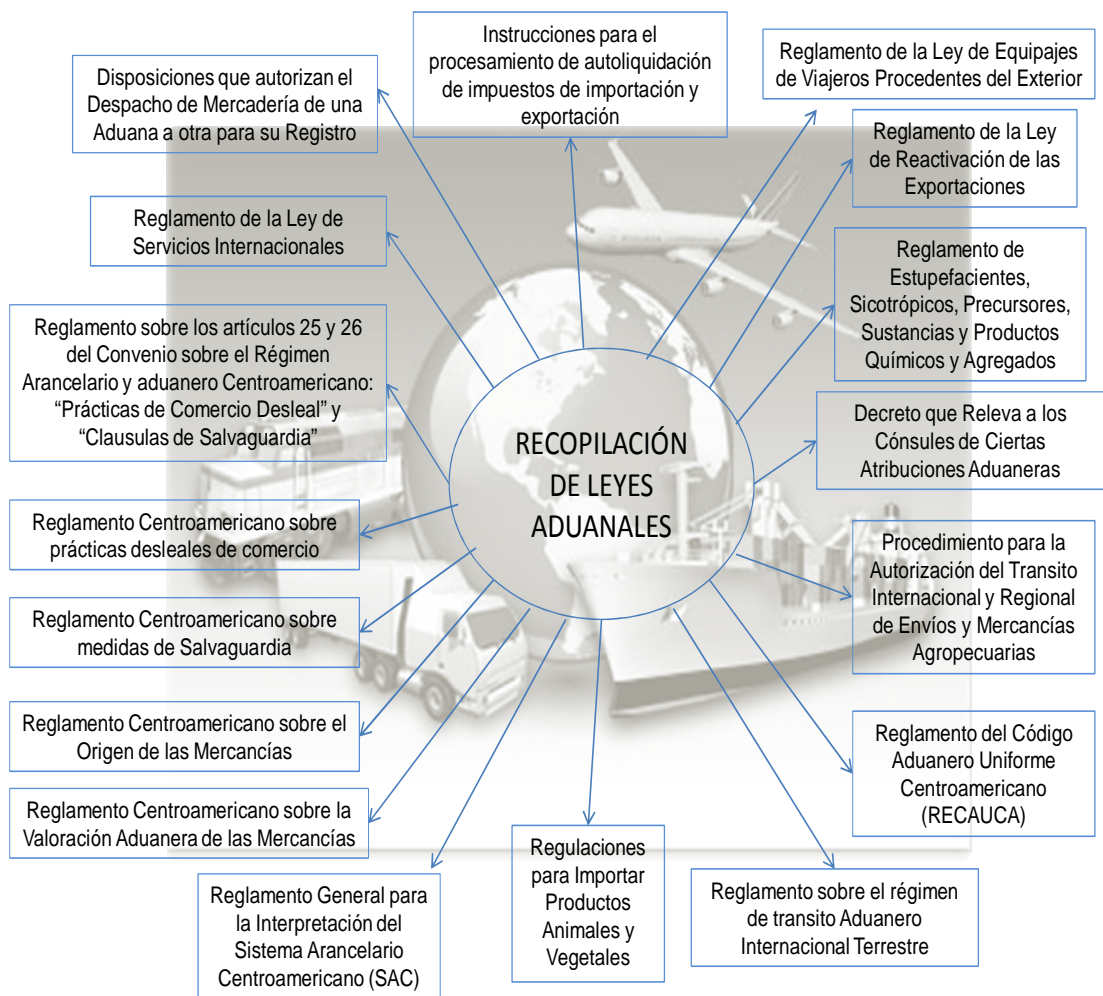 Disposiciones que autorizan el
Despacho de Mercadería de una
Aduana a otra para su Registro
Instrucciones para el
procesamiento de autoliquidación
de impuestos de importación y
exportación
Reglamento de la Ley de Equipajes
de Viajeros Procedentes del Exterior
Reglamento de la Ley
de Reactivación de las
Exportaciones
Reglamento de la Ley de
Servicios Internacionales
Reglamento de
Estupefacientes,
Sicotrópicos, Precursores,
Sustancias y Productos
Químicos y Agregados
Reglamento sobre los artículos 25 y 26
del Convenio sobre el Régimen
Arancelario y aduanero Centroamericano:
“Prácticas de Comercio Desleal” y
“Clausulas de Salvaguardia”
Decreto que Releva a los
Cónsules de Ciertas
Atribuciones Aduaneras
RECOPILACIÓN
DE LEYES
ADUANALES
Reglamento Centroamericano sobre
prácticas desleales de comercio
Procedimiento para la
Autorización del Transito
Internacional y Regional
de Envíos y Mercancías
Agropecuarias
Reglamento Centroamericano sobre
medidas de Salvaguardia
Reglamento Centroamericano sobre el
Origen de las Mercancías
Reglamento del Código
Aduanero Uniforme
Centroamericano
(RECAUCA)
Reglamento Centroamericano sobre la
Valoración Aduanera de las Mercancías
Reglamento General para
la Interpretación del
Sistema Arancelario
Centroamericano (SAC)
Regulaciones
para Importar
Productos
Animales y
Vegetales
Reglamento sobre el régimen
de transito Aduanero
Internacional Terrestre